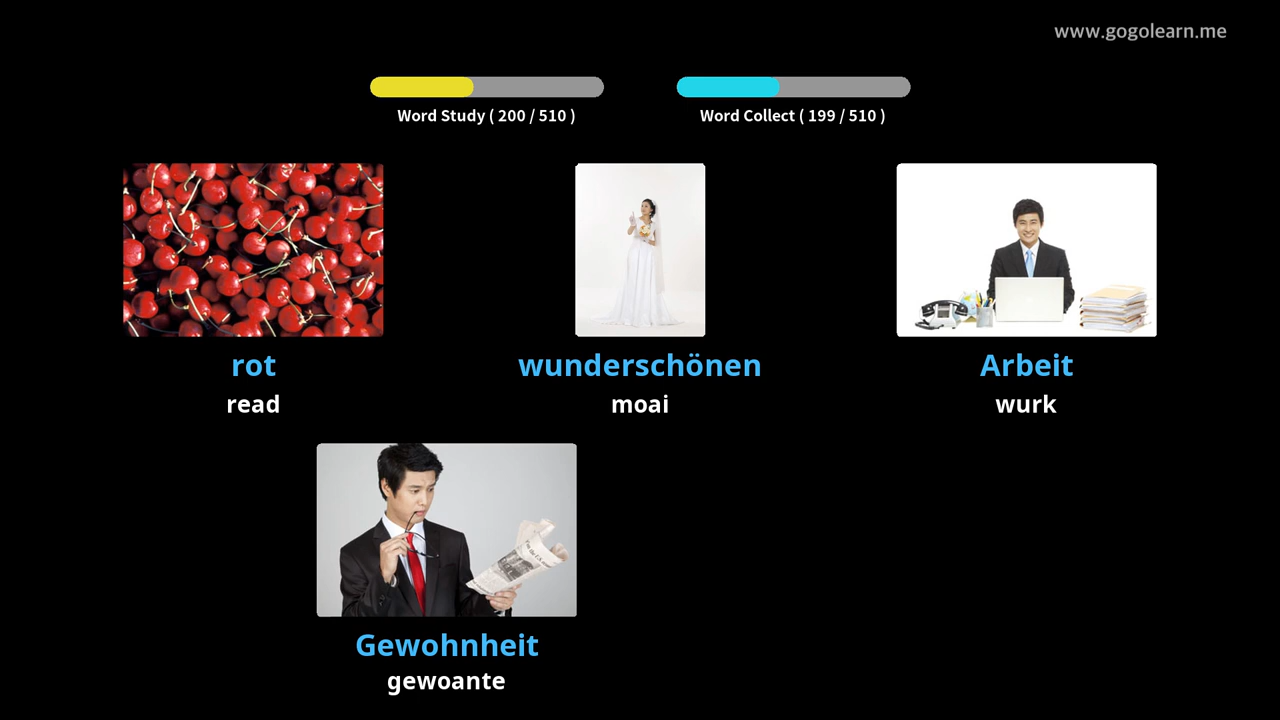 www.gogolearn.me
Word Study ( 200 / 510 )
Word Collect ( 199 / 510 )
rot
wunderschönen
Arbeit
read
moai
wurk
Gewohnheit
gewoante